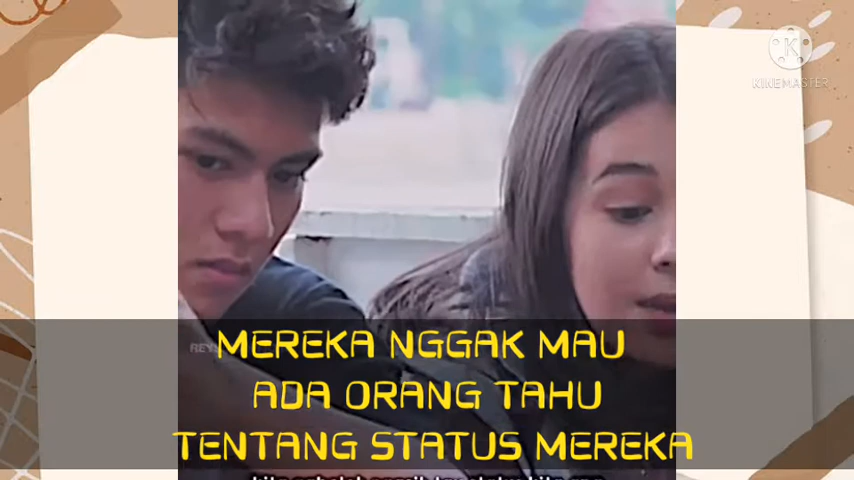 KINEMASTER
MEREKA NGGAK MAU
ADA ORANG TAHU
TENTANG STATUS MEREKA